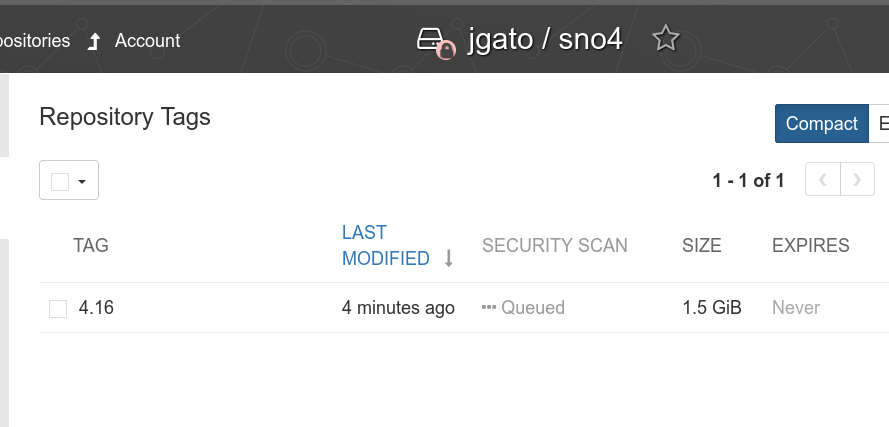 ositories Account jgato / sno4
Repository Tags
Compact E
1 - 1 of 1
TAG LAST MODIFIED SECURITY SCAN SIZE EXPIRES
4.16 4 minutes ago Queued 1.5 GiB Never